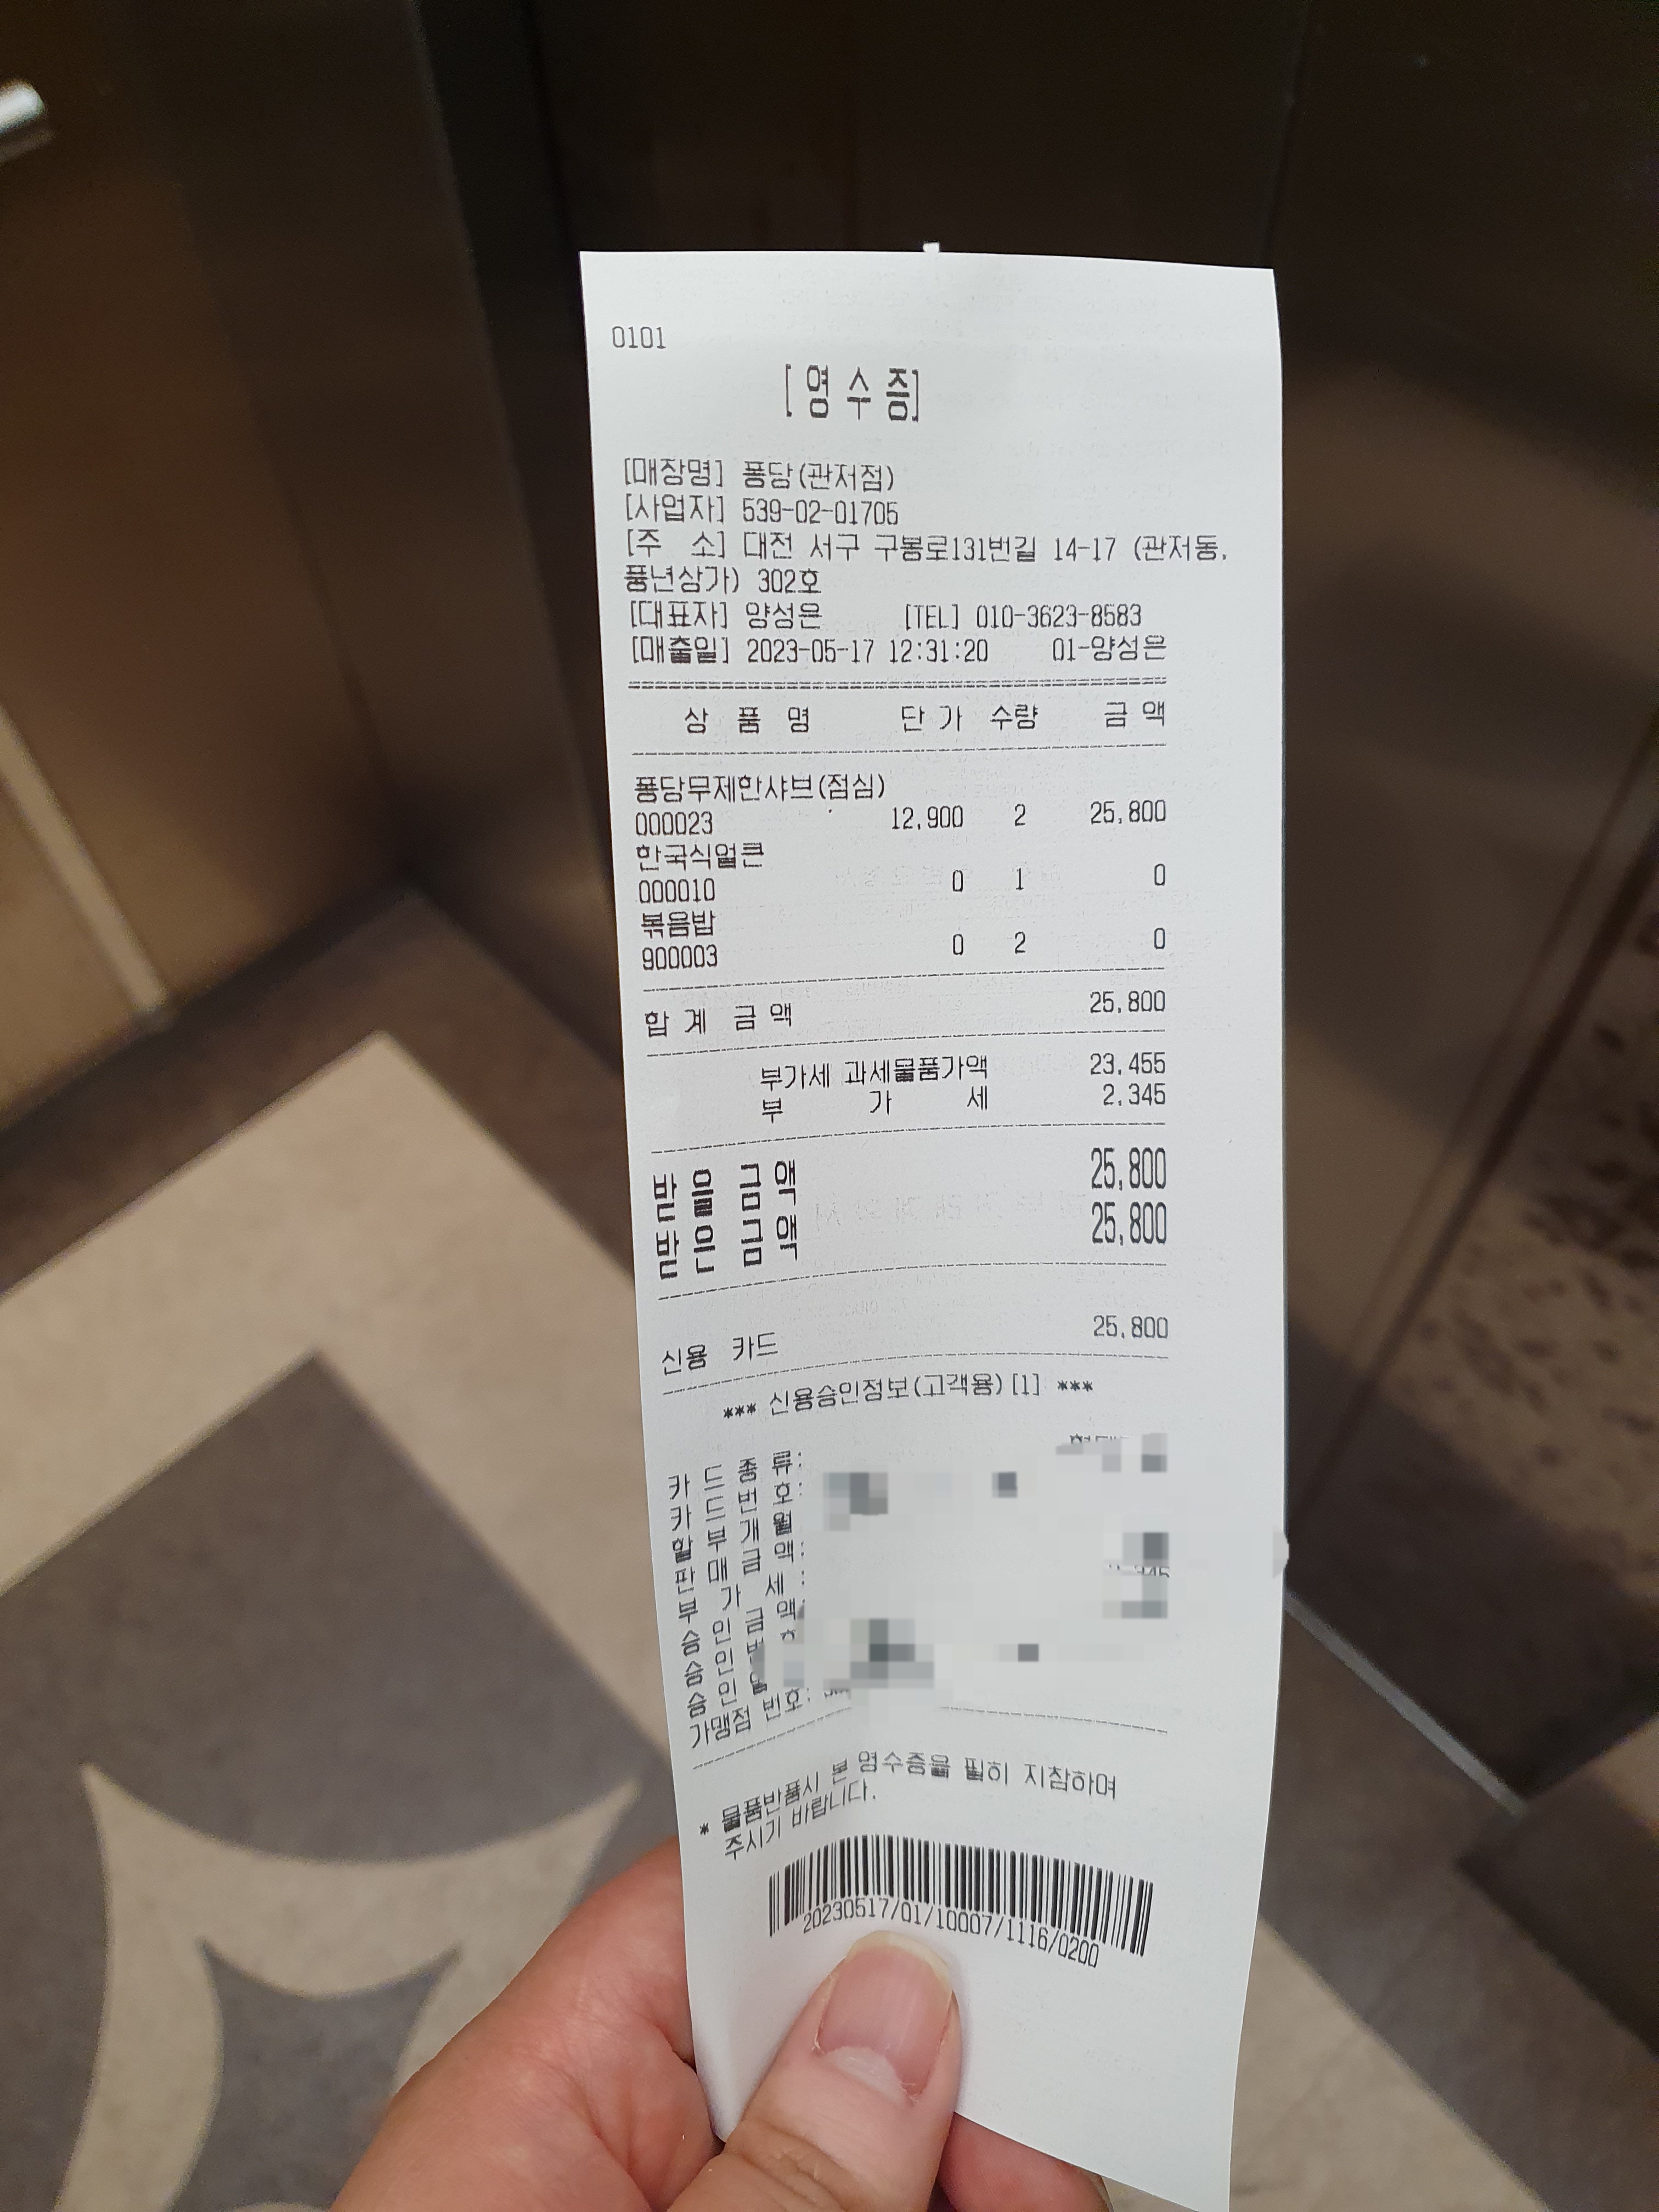 0101
[영수증]
[매장명] 퐁당(관저점)
[사업자] 539-02-01705
[주 소] 대전 서구 구봉로131번길 14-17 (관저동,
풍년상가) 302호
[대표자] 양성은 [TEL] 010-3623-8583
[매출일] 2023-05-17 12:31:20 01-양성은
상 품 명 단 가 수량 금 액
퐁당무제한샤브(점심)
000023 12,900 2 25,800
한국식얼큰
000010 0 1 0
볶음밥
900003 0 2 0
합 계 금 액 25,800
부가세 과세물품가액 23,455
부 가 세 2,345
받 을 금 액 25,800
받 은 금 액 25,800
신용 카드 25,800
*** 신용승인정보(고객용)[1] ***
카 드 종 류:
카 드 번 호:
할 부 개 월
판 매 금 액:
부 가 세 :
승 인 금 액:
승 인
승 인
가맹점 번호:
* 물품반품시 본 영수증을 필히 지참하여
주시기 바랍니다.
20230517/01/10007/1116/0200